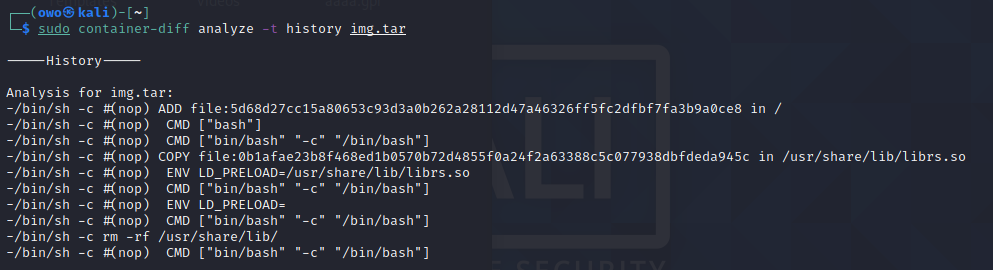 ┌──(owo㉿kali)-[~]
└─$ sudo container-diff analyze -t history img.tar
-----History-----
Analysis for img.tar:
-/bin/sh -c #(nop) ADD file:5d68d27cc15a80653c93d3a0b262a28112d47a46326ff5fc2dfbf7fa3b9a0ce8 in /
-/bin/sh -c #(nop)  CMD ["bash"]
-/bin/sh -c #(nop)  CMD ["bin/bash" "-c" "/bin/bash"]
-/bin/sh -c #(nop) COPY file:0b1afae23b8f468ed1b0570b72d4855f0a24f2a63388c5c077938dbfdeda945c in /usr/share/lib/librs.so
-/bin/sh -c #(nop)  ENV LD_PRELOAD=/usr/share/lib/librs.so
-/bin/sh -c #(nop)  CMD ["bin/bash" "-c" "/bin/bash"]
-/bin/sh -c #(nop)  ENV LD_PRELOAD=
-/bin/sh -c #(nop)  CMD ["bin/bash" "-c" "/bin/bash"]
-/bin/sh -c rm -rf /usr/share/lib/
-/bin/sh -c #(nop)  CMD ["bin/bash" "-c" "/bin/bash"]